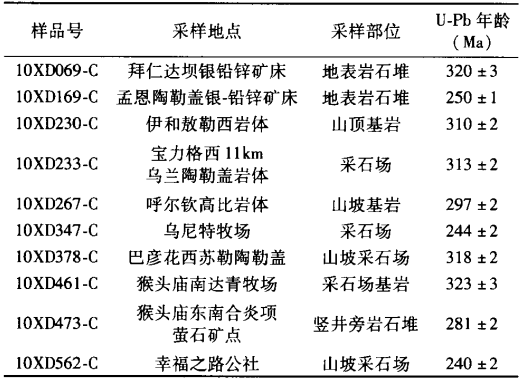 样品号 采样地点 采样部位 U-Pb 年龄
(Ma)
10XD069-C 拜仁达坝银铅锌矿床 地表岩石堆 320 ±3
10XD169-C 孟恩陶勒盖银-铅锌矿床 地表岩石堆 250 ±1
10XD230-C 伊和敖勒西岩体 山顶基岩 310 ±2
10XD233-C 宝力格西 11km
乌兰陶勒盖岩体 采石场 313 ±2
10XD267-C 呼尔钦高比岩体 山坡基岩 297 ±2
10XD347-C 乌尼特牧场 采石场 244 ±2
10XD378-C 巴彦花西苏勒陶勒盖 山坡采石场 318 ±2
10XD461-C 猴头庙南达青牧场 采石场基岩 323 ±3
10XD473-C 猴头庙东南合炎项
萤石矿点 竖井旁岩石堆 281 ±2
10XD562-C 幸福之路公社 山坡采石场 240 ±2